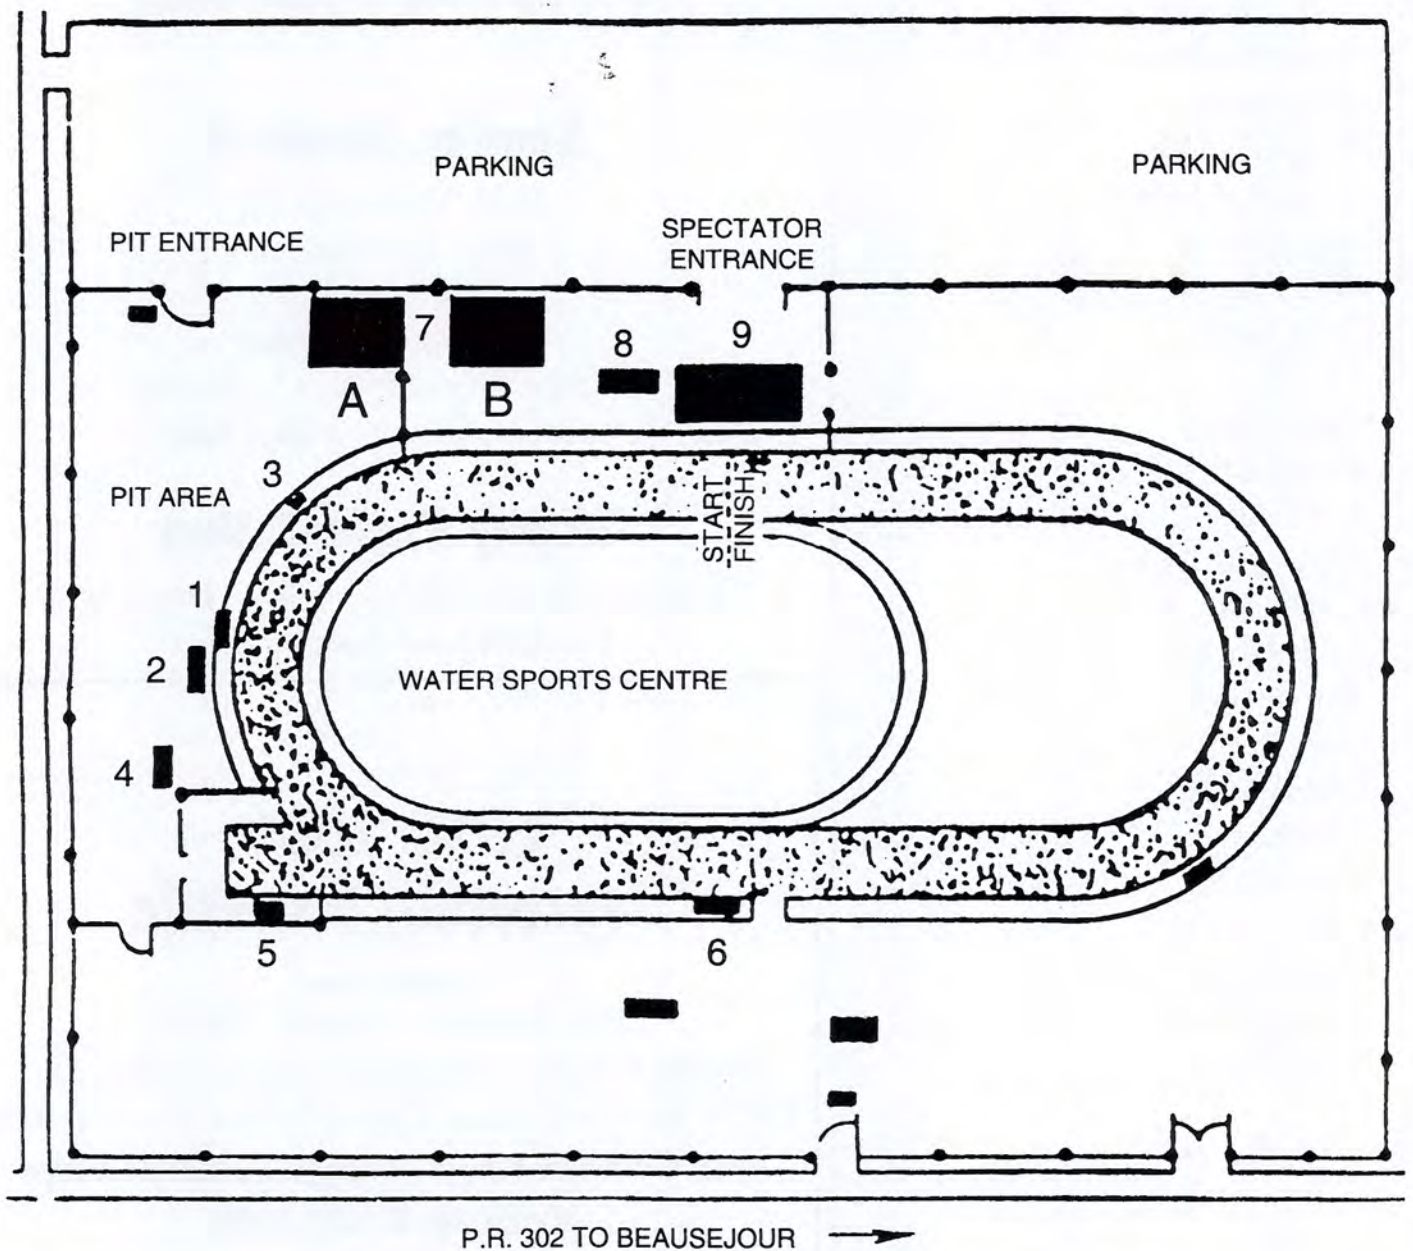 PARKING
PARKING
PIT ENTRANCE
SPECTATOR
ENTRANCE
7
8
9
A
B
3
PIT AREA
START
FINISH
1
2
WATER SPORTS CENTRE
4
5
6
P.R. 302 TO BEAUSEJOUR